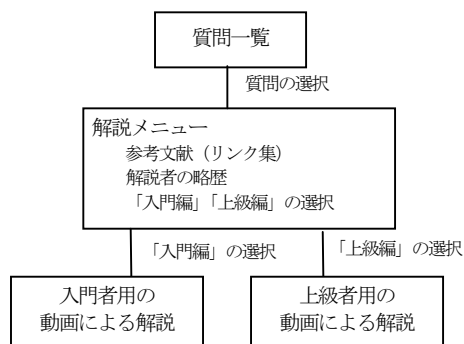 質問一覧
質問の選択
解説メニュー
参考文献（リンク集）
解説者の略歴
「入門編」「上級編」の選択
「入門編」の選択
「上級編」の選択
入門者用の
動画による解説
上級者用の
動画による解説